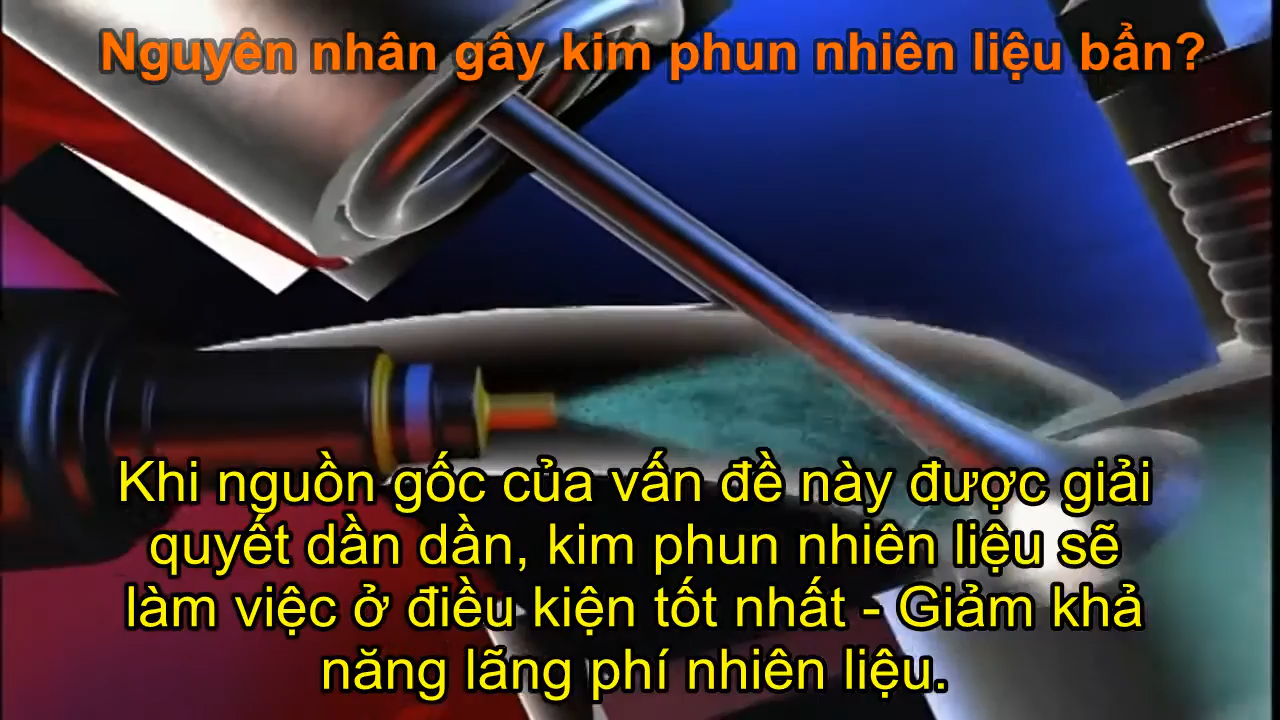 Nguyên nhân gây kim phun nhiên liệu bẩn?
Khi nguồn gốc của vấn đề này được giải
quyết dần dần, kim phun nhiên liệu sẽ
làm việc ở điều kiện tốt nhất - Giảm khả
năng lãng phí nhiên liệu.